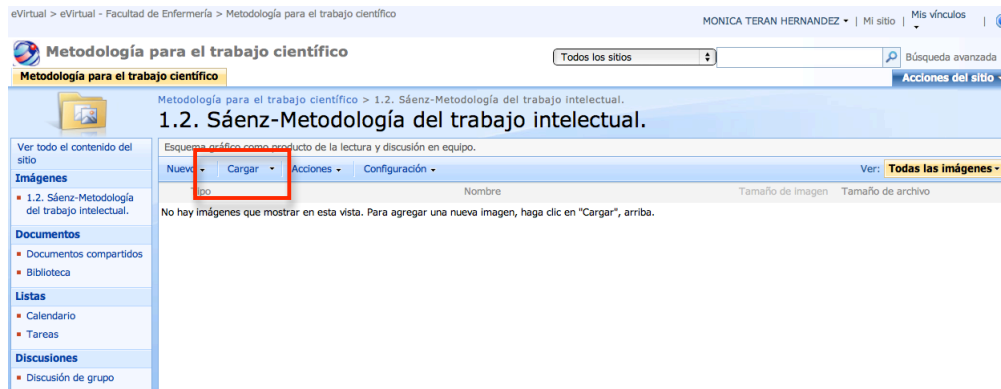 eVirtual > eVirtual - Facultad de Enfermería > Metodología para el trabajo científico
MONICA TERAN HERNANDEZ | Mi sitio | Mis vínculos |
Metodología para el trabajo científico
Todos los sitios
Búsqueda avanzada
Metodología para el trabajo científico
Acciones del sitio
Metodología para el trabajo científico > 1.2. Sáenz-Metodología del trabajo intelectual.
1.2. Sáenz-Metodología del trabajo intelectual.
Ver todo el contenido del
sitio
Imágenes
1.2. Sáenz-Metodología
del trabajo intelectual.
Documentos
Documentos compartidos
Biblioteca
Listas
Calendario
Tareas
Discusiones
Discusión de grupo
Esquema gráfico como producto de la lectura y discusión en equipo.
Nuevo Cargar Acciones Configuración Ver: Todas las imágenes
Tipo Nombre Tamaño de imagen Tamaño de archivo
No hay imágenes que mostrar en esta vista. Para agregar una nueva imagen, haga clic en "Cargar", arriba.